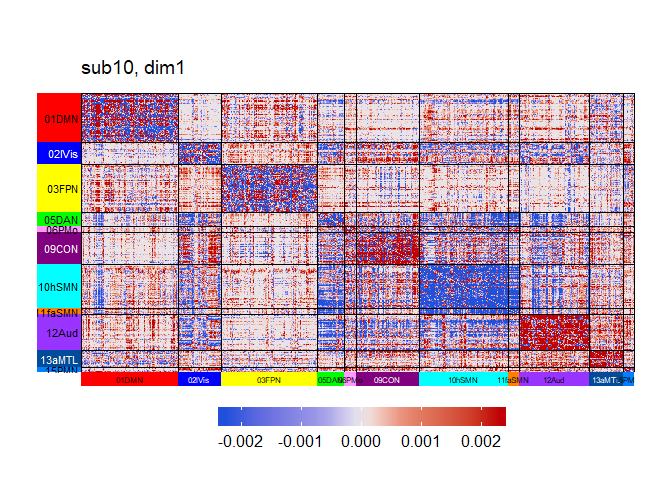 sub10, dim1
01DMN
02lVis
03FPN
05DAN
06PMo
09CON
10hSMN
11faSMN
12Aud
13aMTL
15PMN
01DMN 02lVis 03FPN 05DAN 09CON 10hSMN 11faSMN 12Aud
-0.002 -0.001 0.000 0.001 0.002